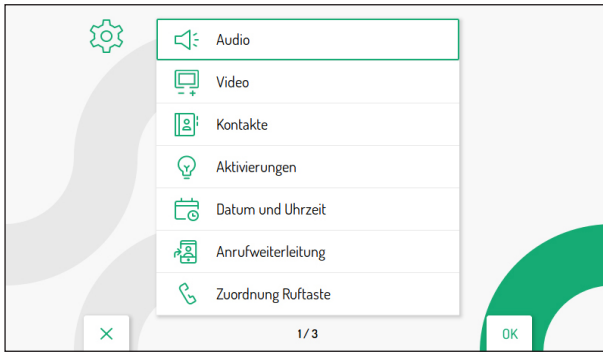 Audio
Video
Kontakte
Aktivierungen
Datum und Uhrzeit
Anrufweiterleitung
Zuordnung Ruftaste
1/3
OK